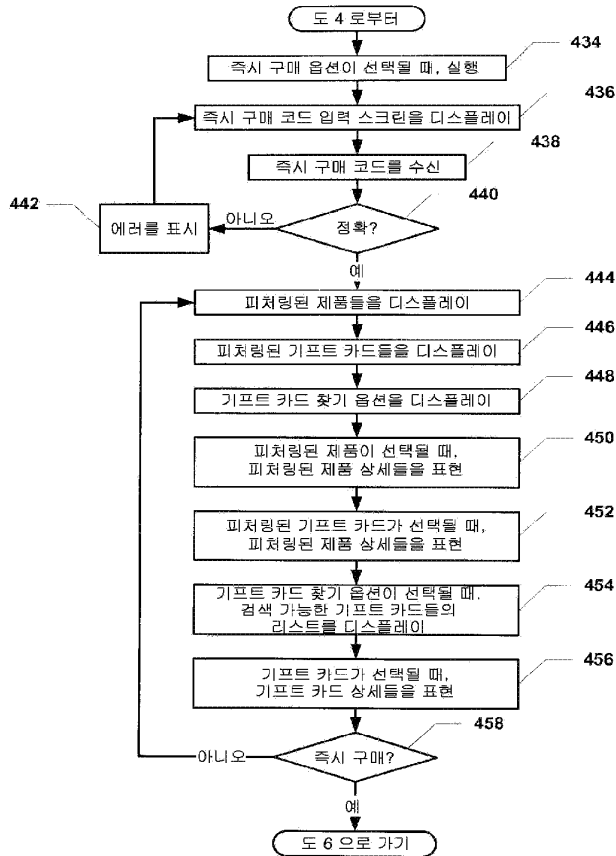 도 4 로부터
434
즉시 구매 옵션이 선택될 때, 실행
436
즉시 구매 코드 입력 스크린을 디스플레이
438
즉시 구매 코드를 수신
440
442
에러를 표시
아니오
정확?
예
444
피처링된 제품들을 디스플레이
446
피처링된 기프트 카드들을 디스플레이
448
기프트 카드 찾기 옵션을 디스플레이
450
피처링된 제품이 선택될 때,
피처링된 제품 상세들을 표현
452
피처링된 기프트 카드가 선택될 때,
피처링된 제품 상세들을 표현
454
기프트 카드 찾기 옵션이 선택될 때,
검색 가능한 기프트 카드들의
리스트를 디스플레이
456
기프트 카드가 선택될 때,
기프트 카드 상세들을 표현
458
아니오
즉시 구매?
예
도 6 으로 가기